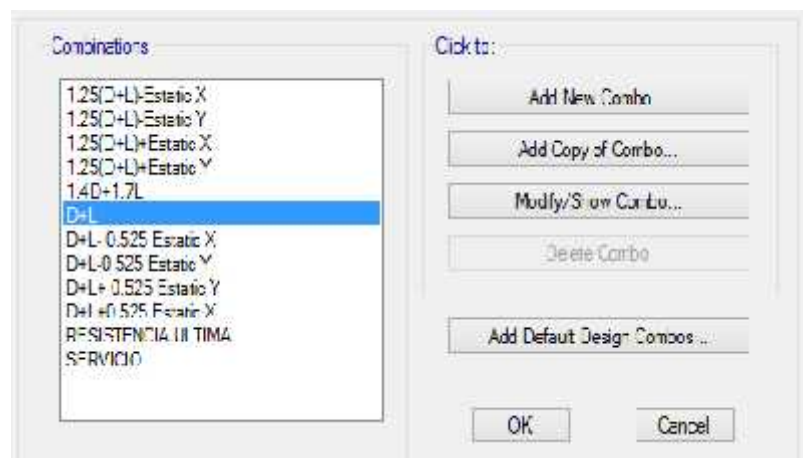 Combinations
1.25(D+L)-Estatic X
1.25(D+L)-Estatic Y
1.25(D+L)+Estatic X
1.25(D+L)+Estatic Y
1.4D+1.7L
D+L
D+L- 0.525 Estatic X
D+L-0.525 Estatic Y
D+L+ 0.525 Estatic Y
D+L+0.525 Estatic X
RESISTENCIA ULTIMA
SERVICIO
Click to:
Add New Combo
Add Copy of Combo...
Modify/Show Combo...
Delete Combo
Add Default Design Combos...
OK
Cancel